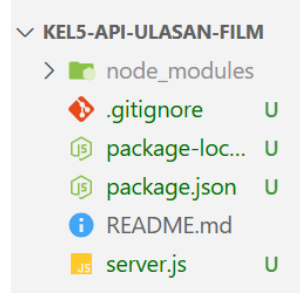 KEL5-API-ULASAN-FILM
node_modules
.gitignore U
package-loc... U
package.json U
README.md
server.js U